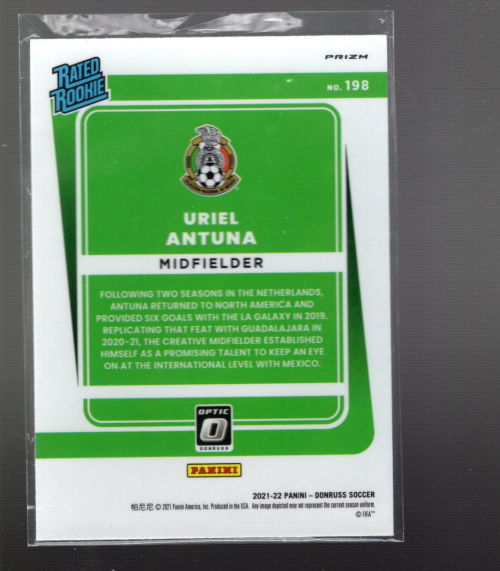 RATED
ROOKIE
PRIZM
NO. 198
URIEL
ANTUNA
MIDFIELDER
FOLLOWING TWO SEASONS IN THE NETHERLANDS,
ANTUNA RETURNED TO NORTH AMERICA AND
PROVIDED SIX GOALS WITH THE LA GALAXY IN 2019.
REPLICATING THAT FEAT WITH GUADALAJARA IN
2020-21, THE CREATIVE MIDFIELDER ESTABLISHED
HIMSELF AS A PROMISING TALENT TO KEEP AN EYE
ON AT THE INTERNATIONAL LEVEL WITH MEXICO.
OPTIC
O
DONRUSS
PANINI
2021-22 PANINI – DONRUSS SOCCER
帕尼尼 © 2021 Panini America, Inc. Produced in the USA. Any image depicted may not represent the current season uniform.
© FIFA™